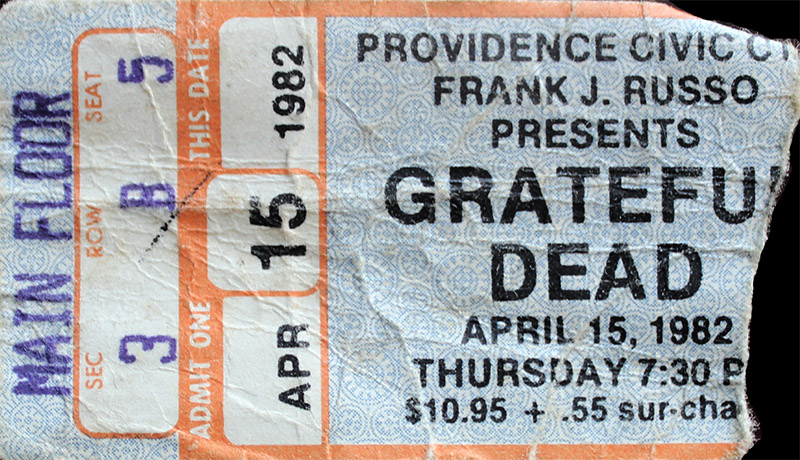 MAIN FLOOR
SEC 3 ROW B SEAT 5
ADMIT ONE THIS DATE
APR 15 1982
PROVIDENCE CIVIC C
FRANK J. RUSSO
PRESENTS
GRATEFU
DEAD
APRIL 15, 1982
THURSDAY 7:30 P
$10.95 + .55 sur-cha